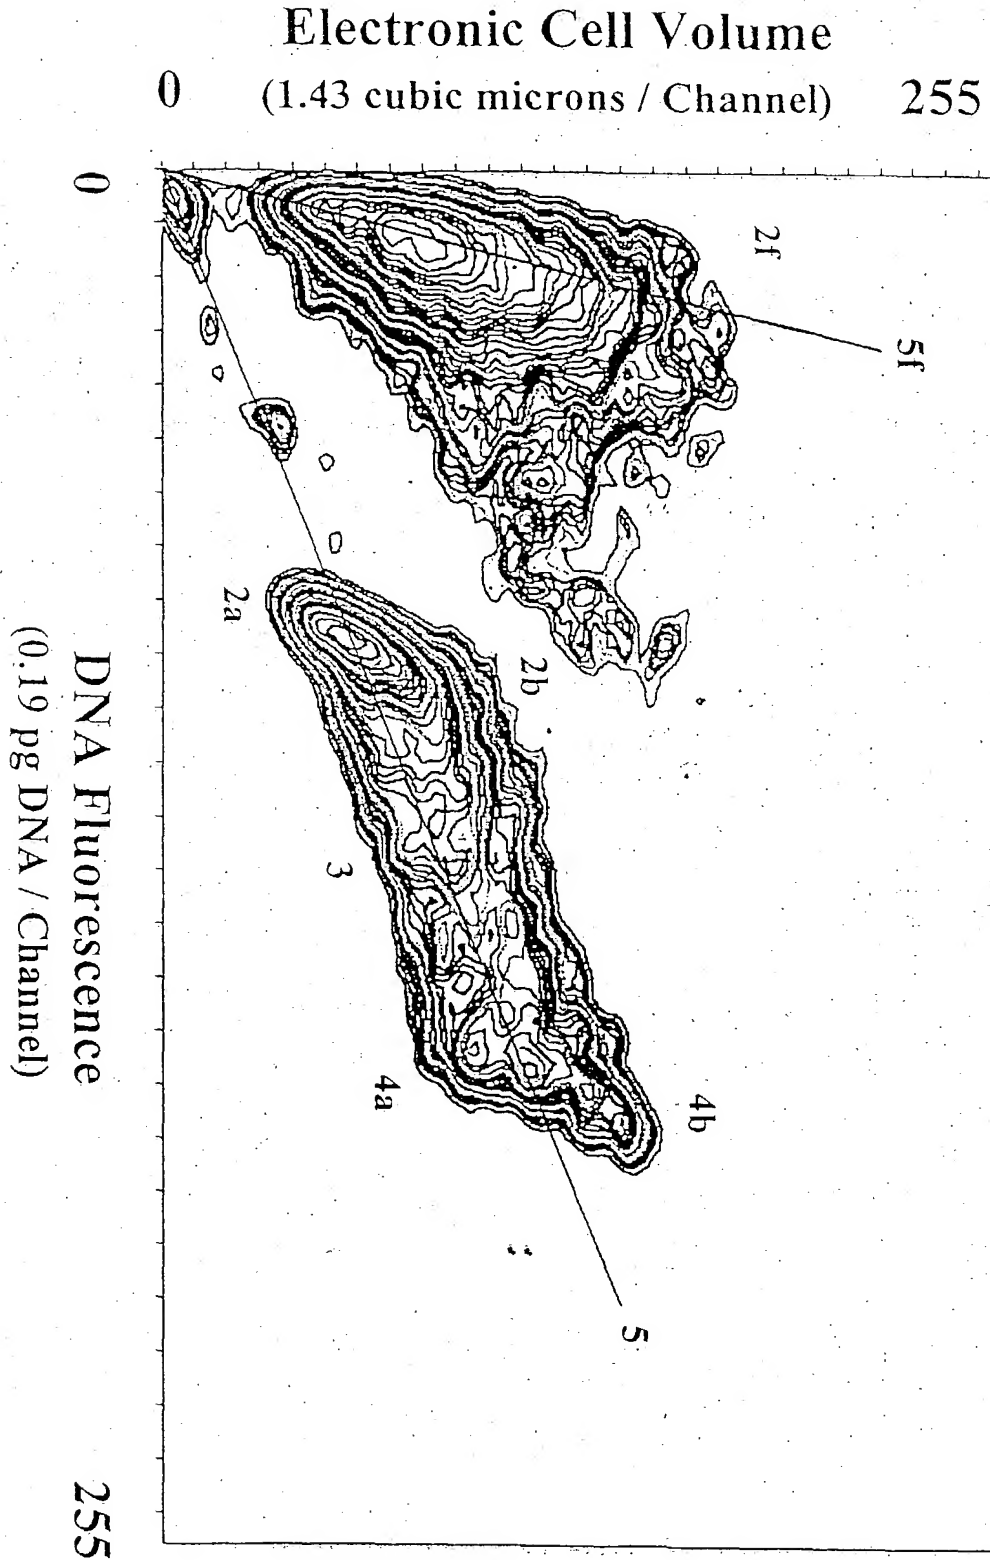 Electronic Cell Volume
0 (1.43 cubic microns / Channel) 255
0
2f
5f
2a
2b
3
4a
4b
5
DNA Fluorescence
(0.19 pg DNA / Channel)
255